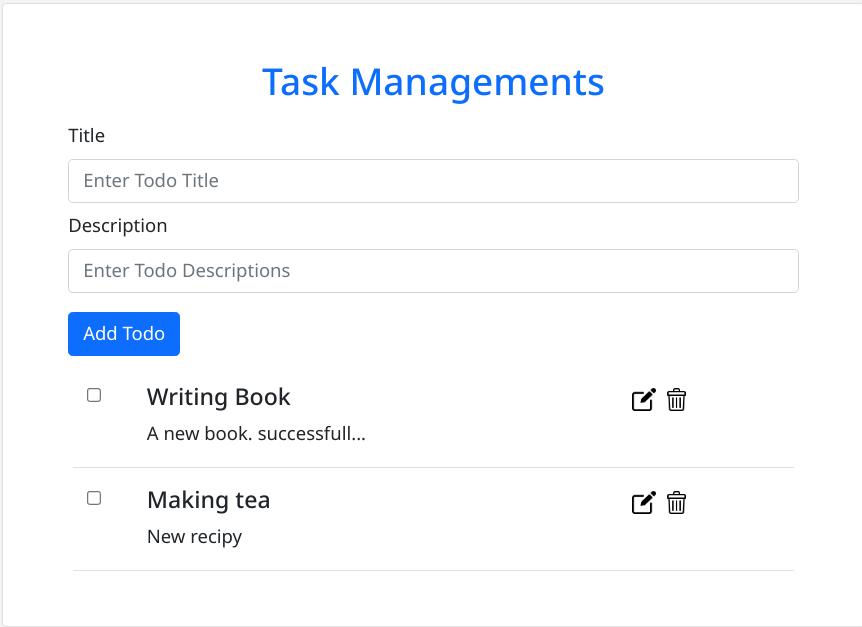 Task Managements
Title
Enter Todo Title
Description
Enter Todo Descriptions
Add Todo
Writing Book
A new book. successfull...
Making tea
New recipy